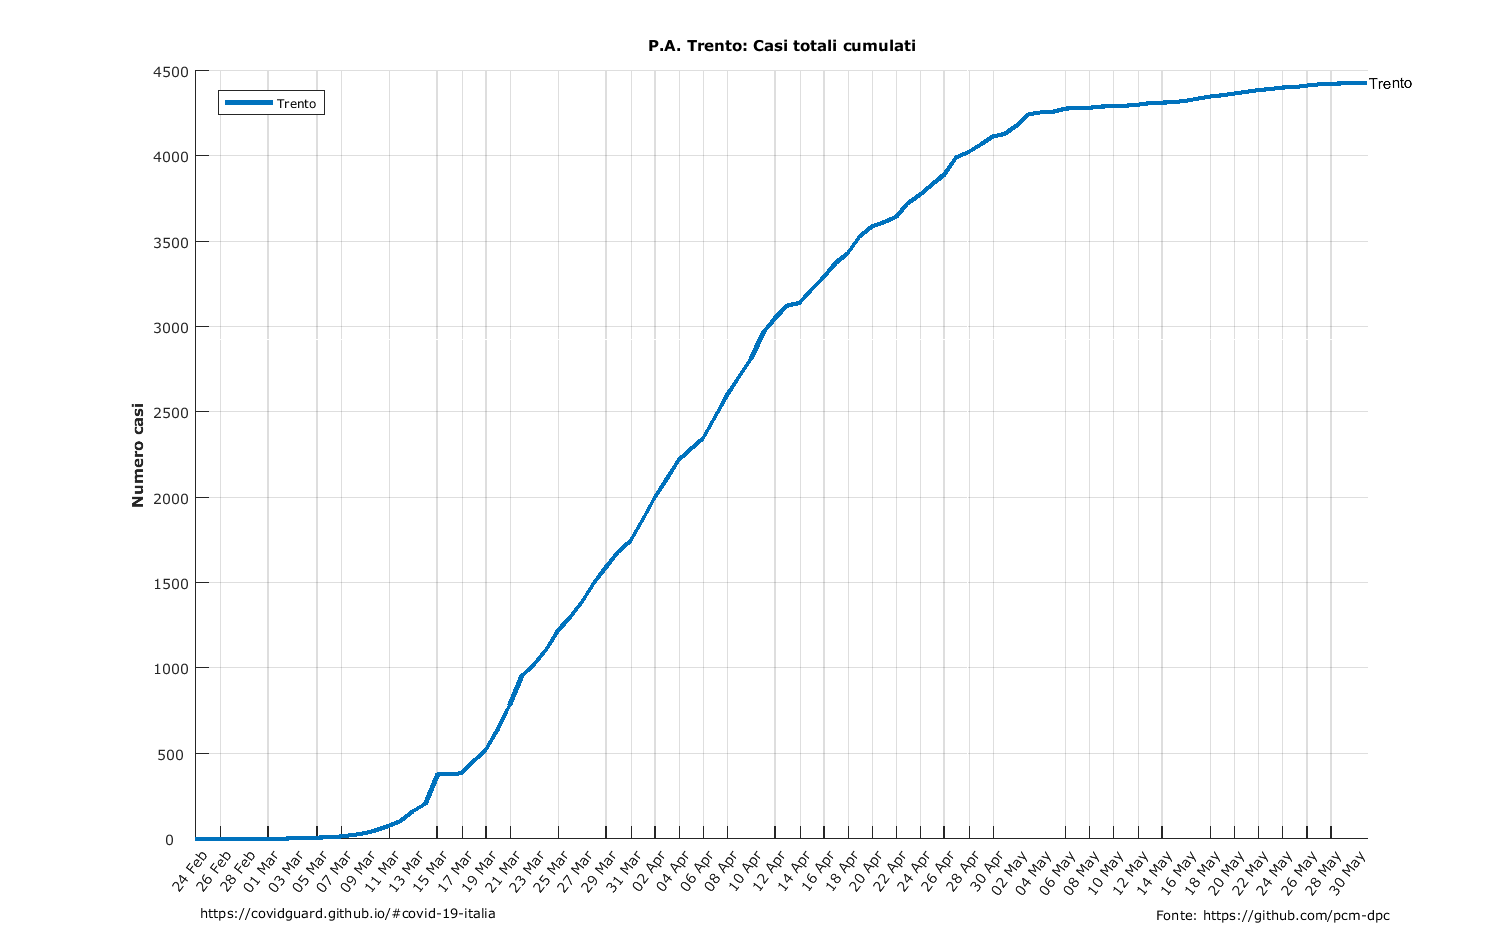 P.A. Trento: Casi totali cumulati
4500
4000
3500
3000
2500
2000
1500
1000
500
0
Numero casi
Trento
Trento
24 Feb
26 Feb
28 Feb
01 Mar
03 Mar
05 Mar
07 Mar
09 Mar
11 Mar
13 Mar
15 Mar
17 Mar
19 Mar
21 Mar
23 Mar
25 Mar
27 Mar
29 Mar
31 Mar
02 Apr
04 Apr
06 Apr
08 Apr
10 Apr
12 Apr
14 Apr
16 Apr
18 Apr
20 Apr
22 Apr
24 Apr
26 Apr
28 Apr
30 Apr
02 May
04 May
06 May
08 May
10 May
12 May
14 May
16 May
18 May
20 May
22 May
24 May
26 May
28 May
30 May
https://covidguard.github.io/#covid-19-italia
Fonte: https://github.com/pcm-dpc